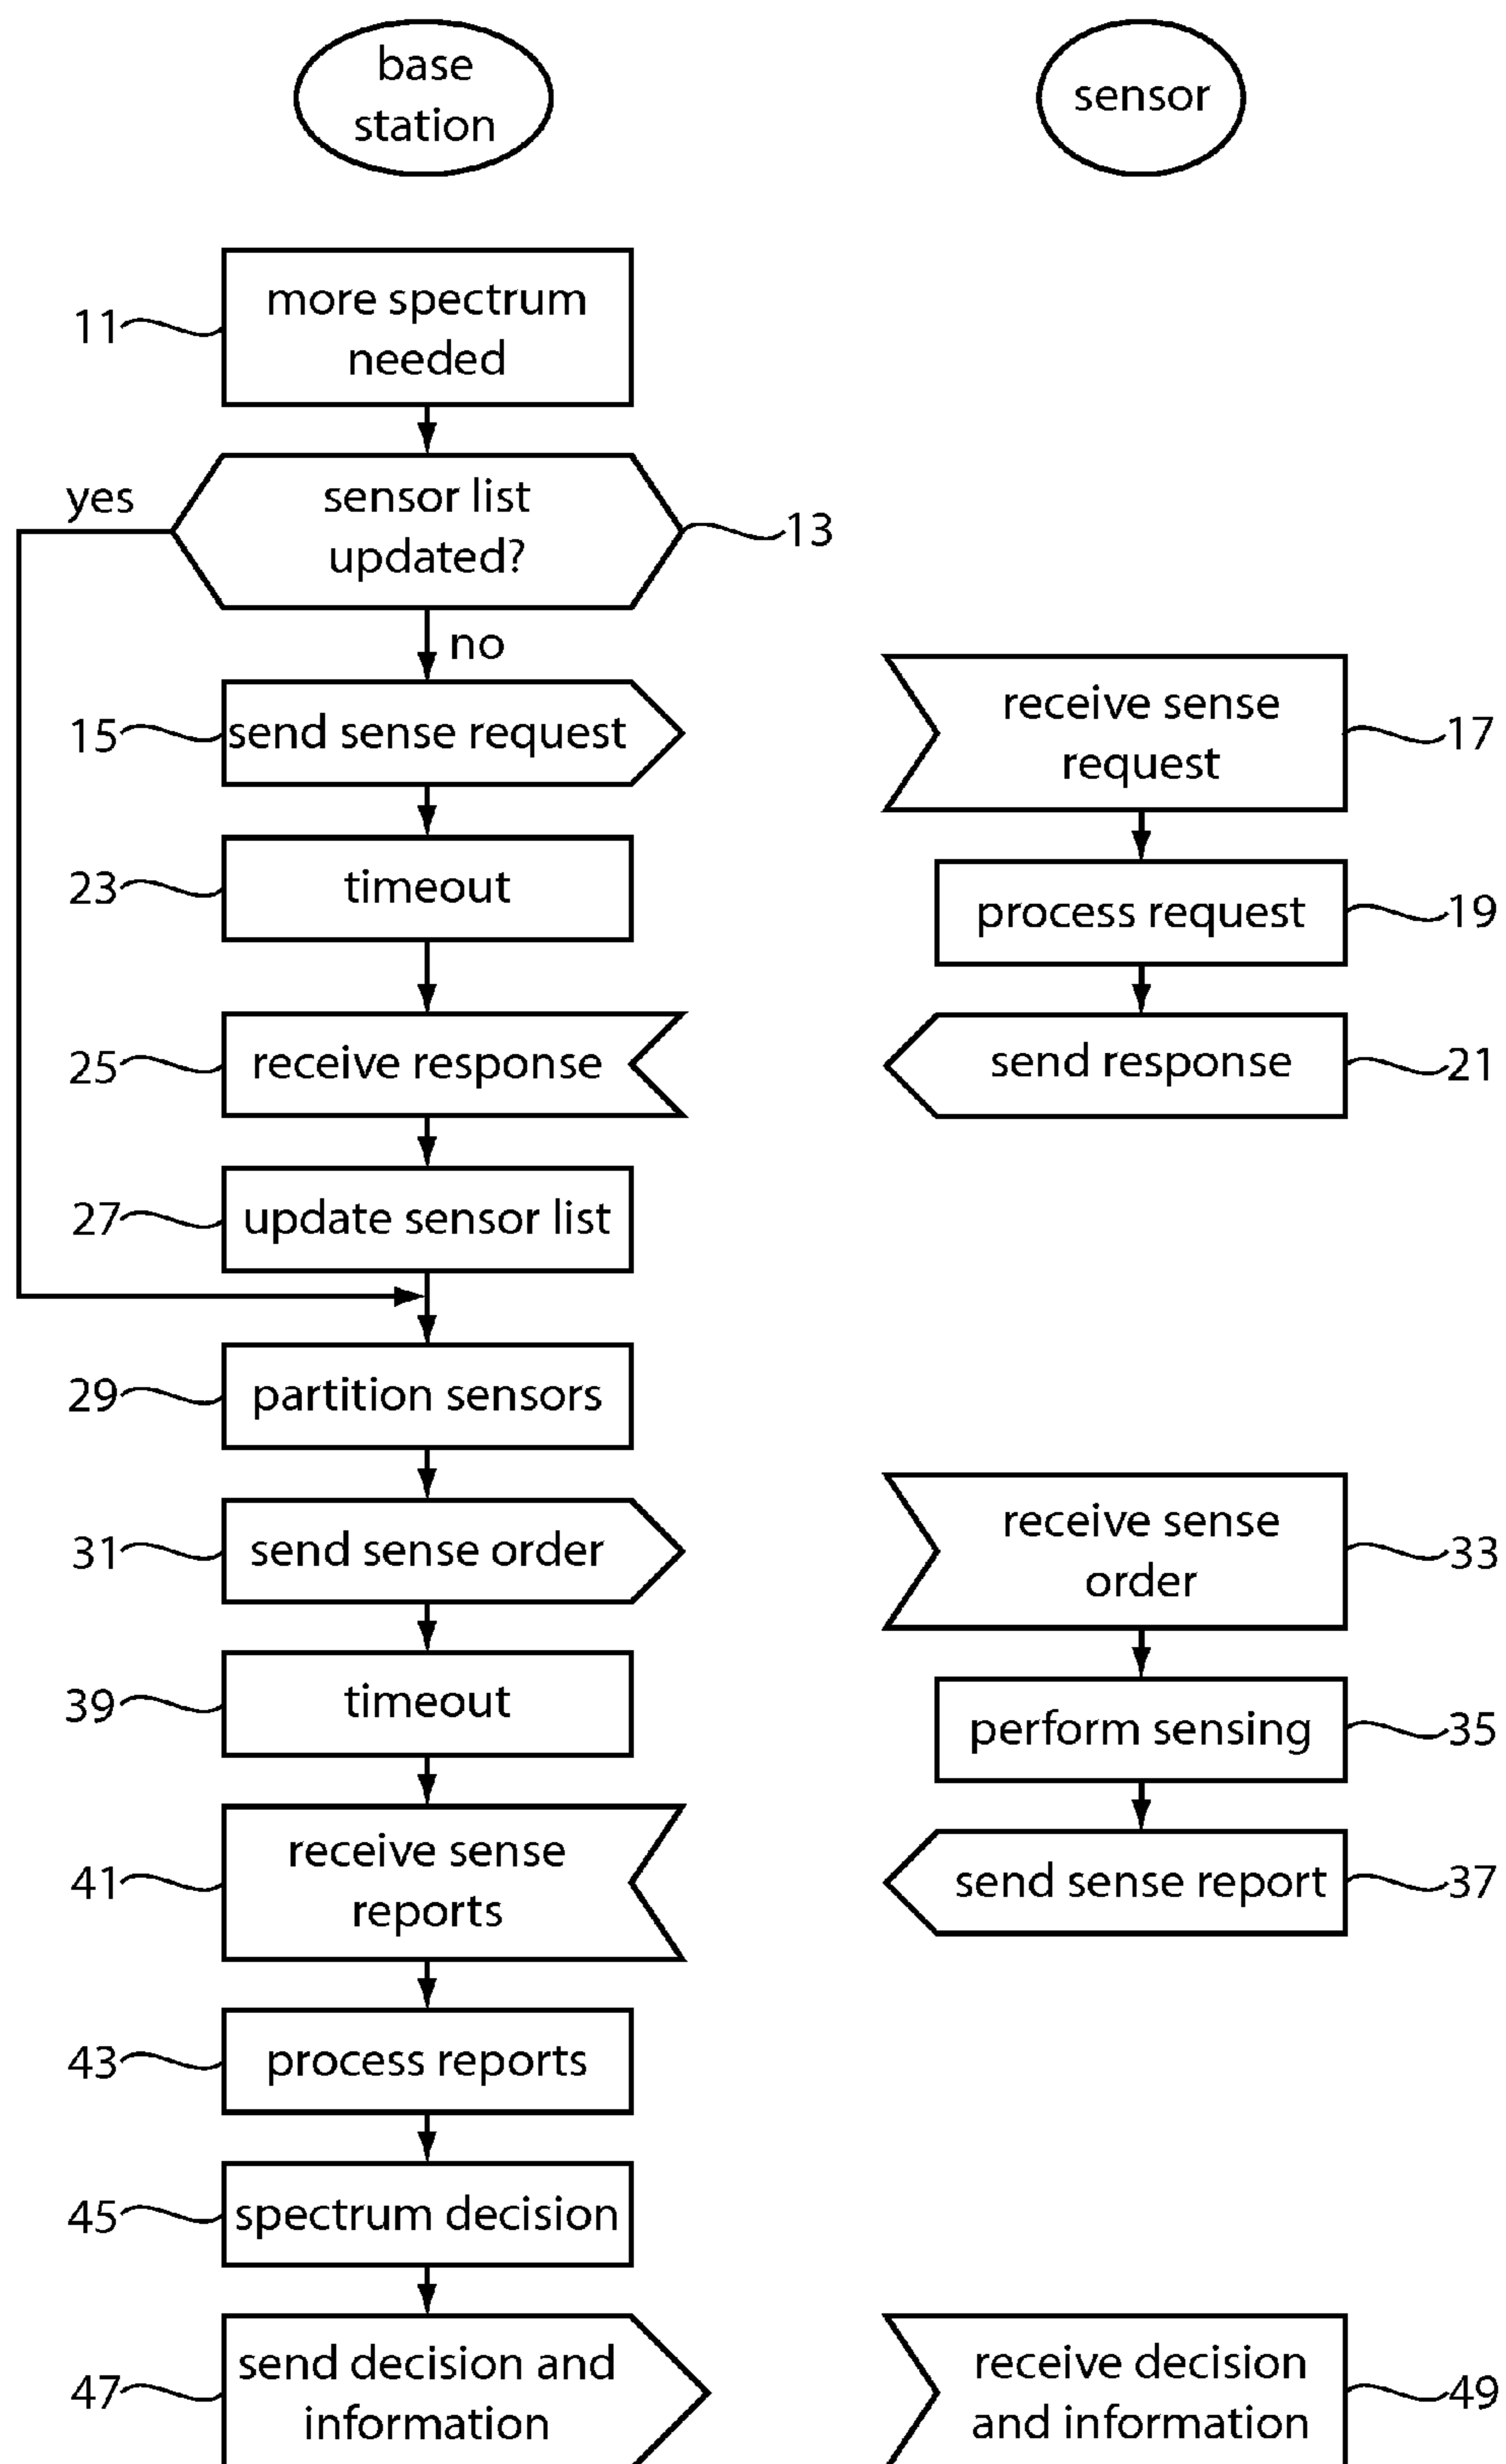 base
station
sensor
11
more spectrum
needed
yes
sensor list
updated?
13
no
15
send sense request
receive sense
request
17
23
timeout
process request
19
25
receive response
send response
21
27
update sensor list
29
partition sensors
31
send sense order
receive sense
order
33
39
timeout
perform sensing
35
41
receive sense
reports
send sense report
37
43
process reports
45
spectrum decision
47
send decision and
information
receive decision
and information
49